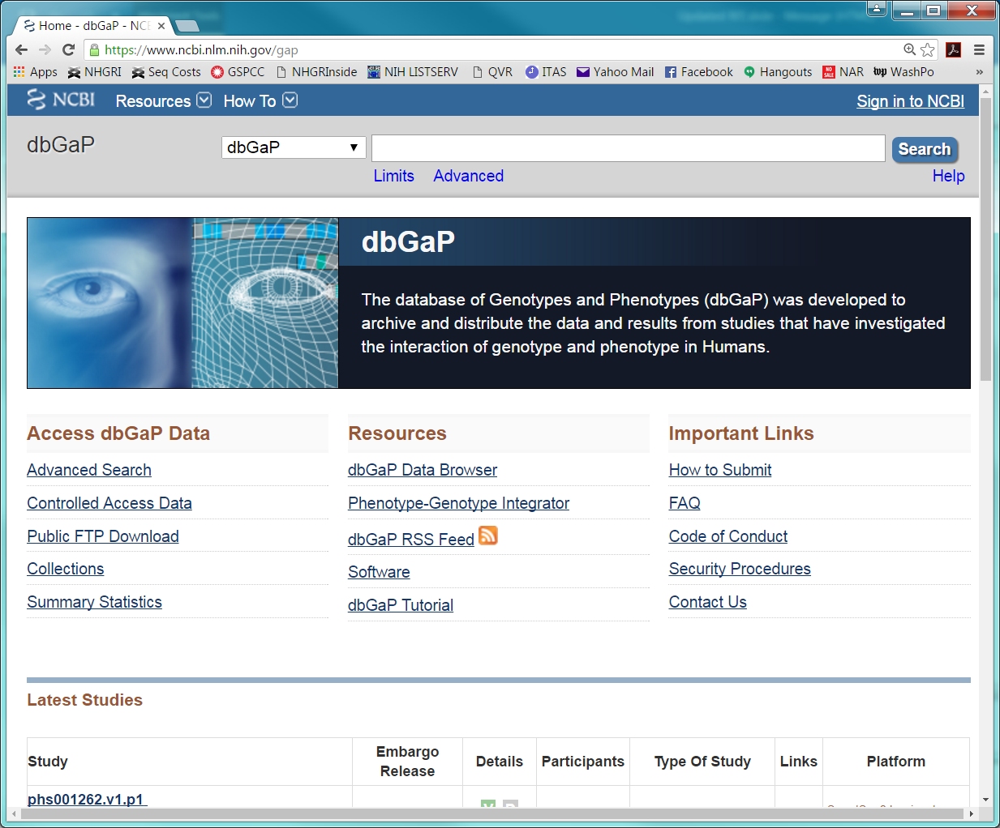 Home - dbGaP - NC
https://www.ncbi.nlm.nih.gov/gap
Apps NHGRI Seq Costs GSPCC NHGRInside NIH LISTSERV QVR ITAS Yahoo Mail Facebook Hangouts NO SALE NAR wp WashPo »
NCBI Resources How To Sign in to NCBI
dbGaP dbGaP Search
Limits Advanced Help
dbGaP
The database of Genotypes and Phenotypes (dbGaP) was developed to
archive and distribute the data and results from studies that have investigated
the interaction of genotype and phenotype in Humans.
Access dbGaP Data
Advanced Search
Controlled Access Data
Public FTP Download
Collections
Summary Statistics
Resources
dbGaP Data Browser
Phenotype-Genotype Integrator
dbGaP RSS Feed
Software
dbGaP Tutorial
Important Links
How to Submit
FAQ
Code of Conduct
Security Procedures
Contact Us
Latest Studies
Study Embargo Release Details Participants Type Of Study Links Platform
phs001262.v1.p1